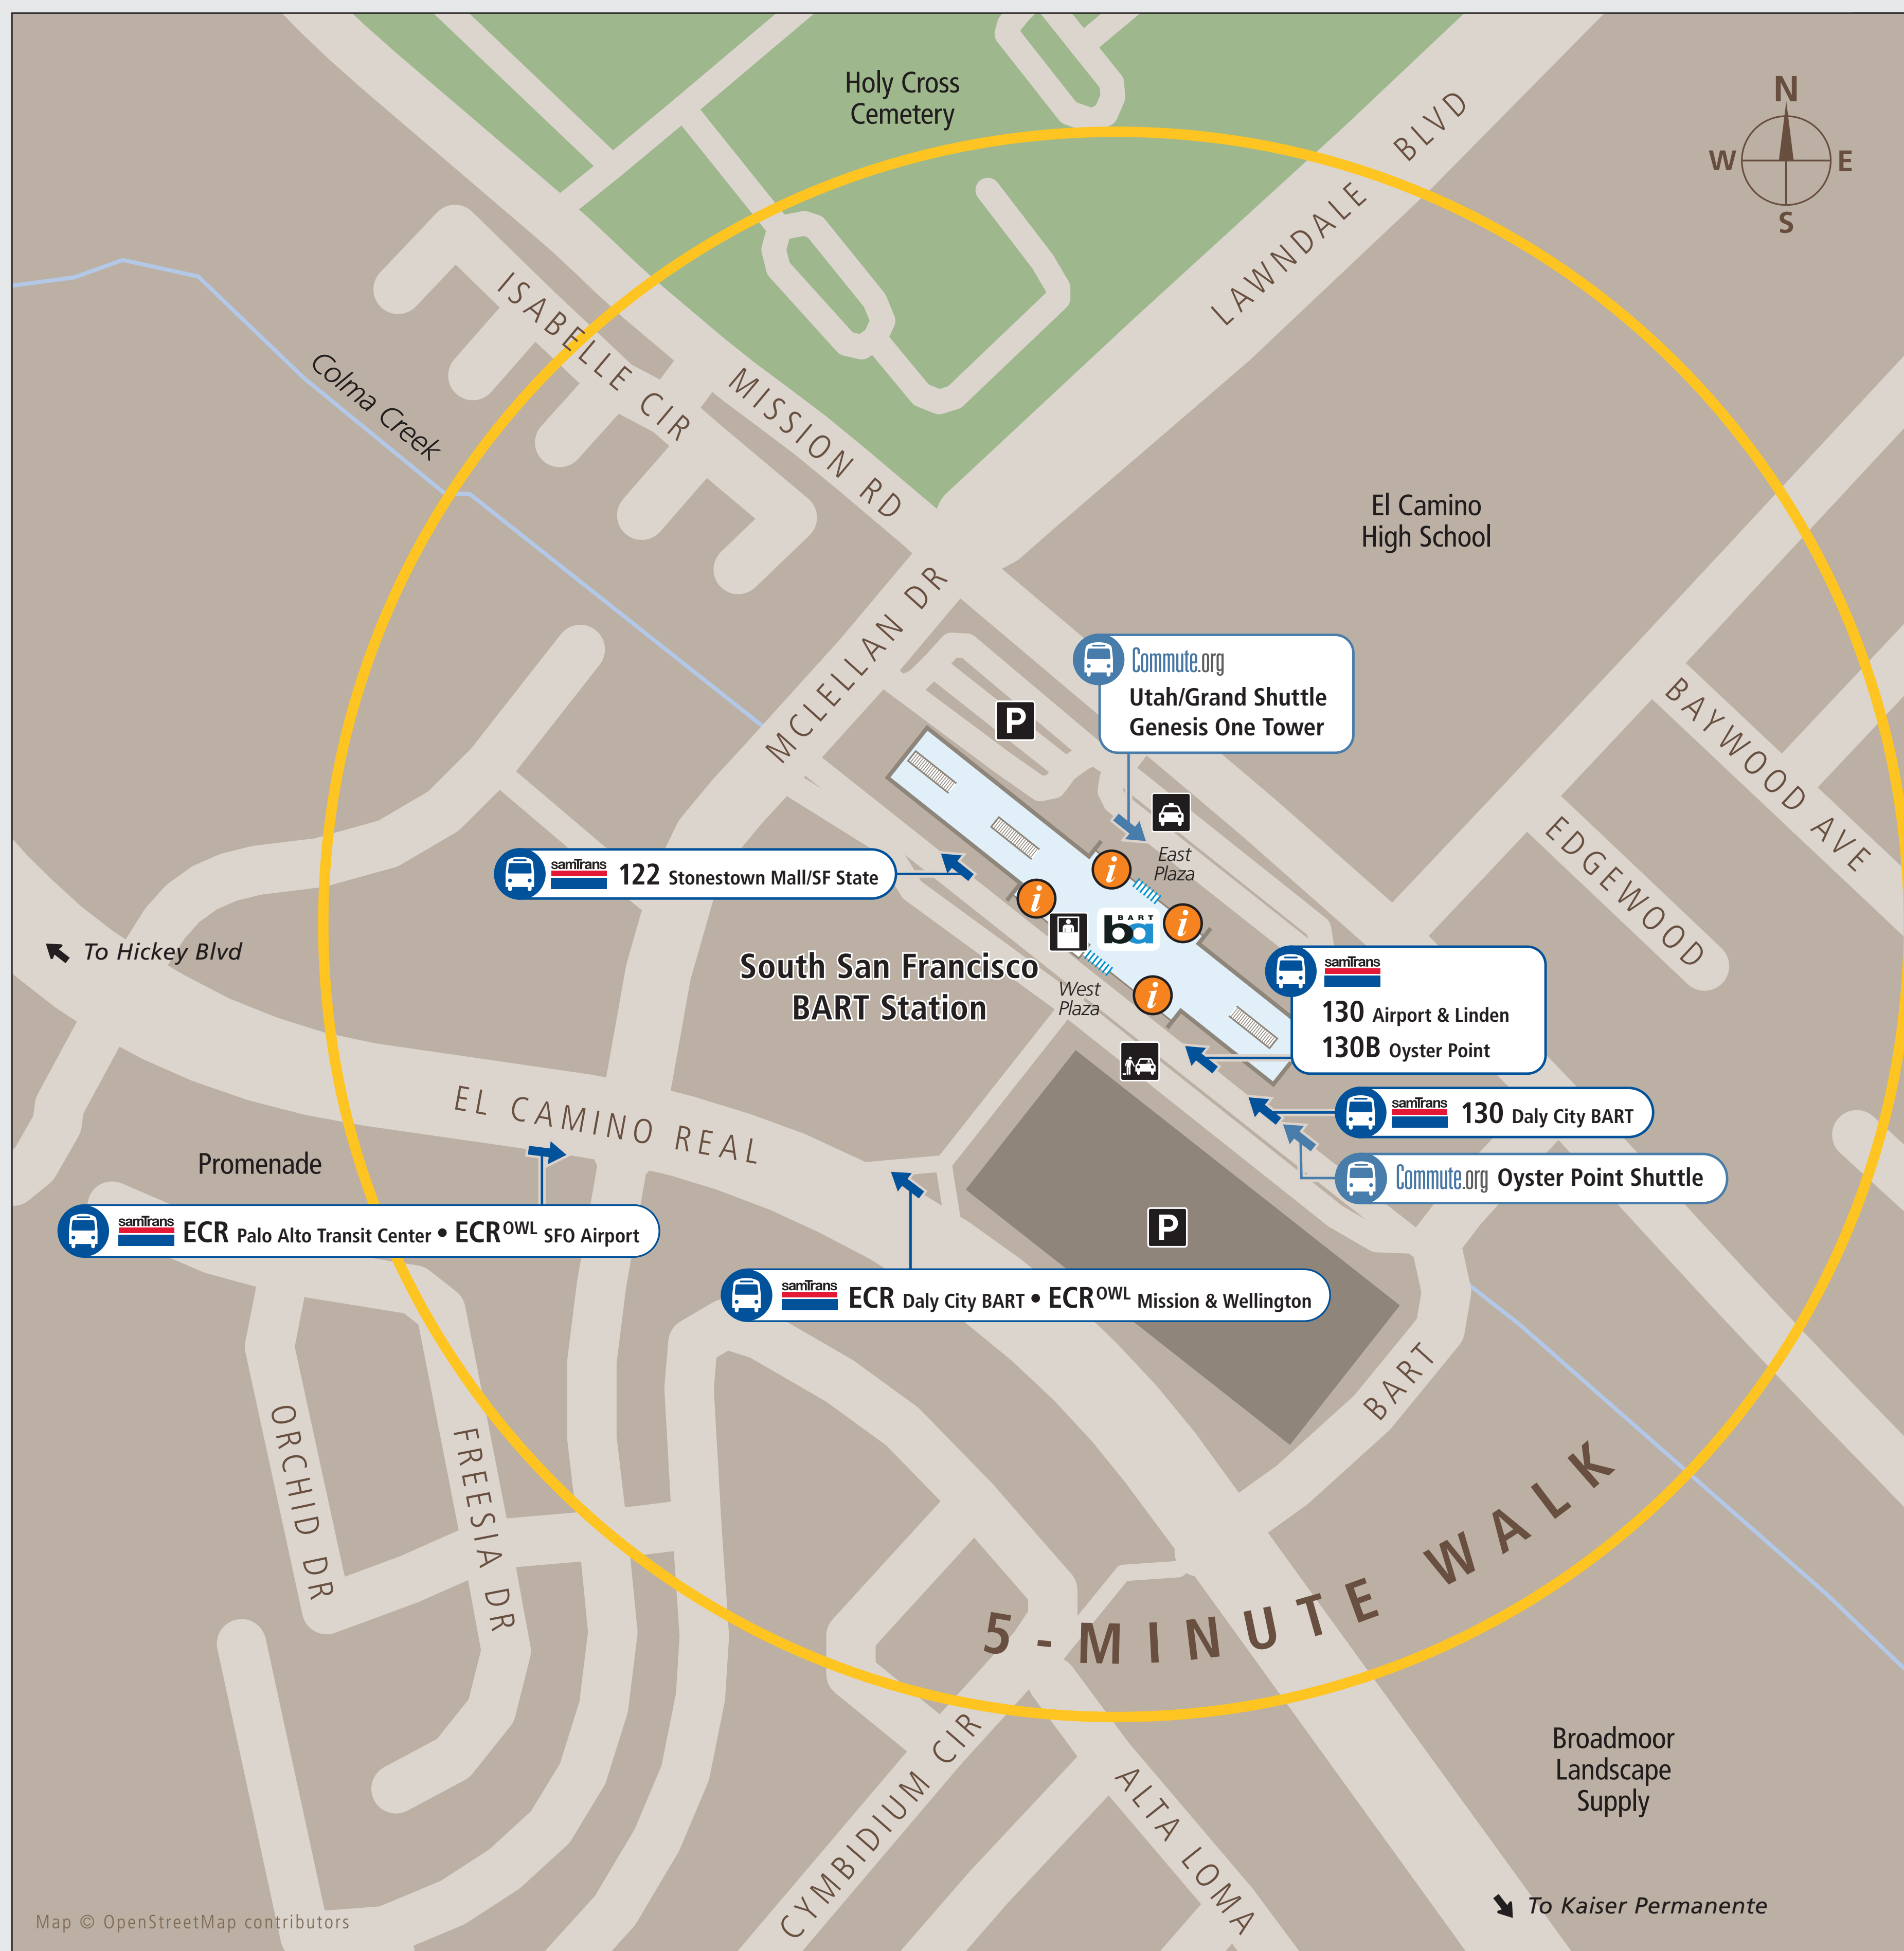 Holy Cross
Cemetery
LAWNDALE BLVD
N
W E
S
ISABELLE CIR
Colma Creek
MISSION RD
El Camino
High School
MCLELLAN DR
Commute.org
Utah/Grand Shuttle
Genesis One Tower
P
BAYWOOD AVE
EDGEWOOD
East
Plaza
samTrans 122 Stonestown Mall/SF State
i
i
BART
ba
i
To Hickey Blvd
South San Francisco
BART Station
West
Plaza
i
samTrans
130 Airport & Linden
130B Oyster Point
EL CAMINO REAL
samTrans 130 Daly City BART
Promenade
Commute.org Oyster Point Shuttle
samTrans ECR Palo Alto Transit Center • ECR OWL SFO Airport
P
samTrans ECR Daly City BART • ECR OWL Mission & Wellington
BART
ORCHID DR
FREESIA DR
5-MINUTE WALK
CYMBIDIUM CIR
ALTA LOMA
Broadmoor
Landscape
Supply
To Kaiser Permanente
Map © OpenStreetMap contributors